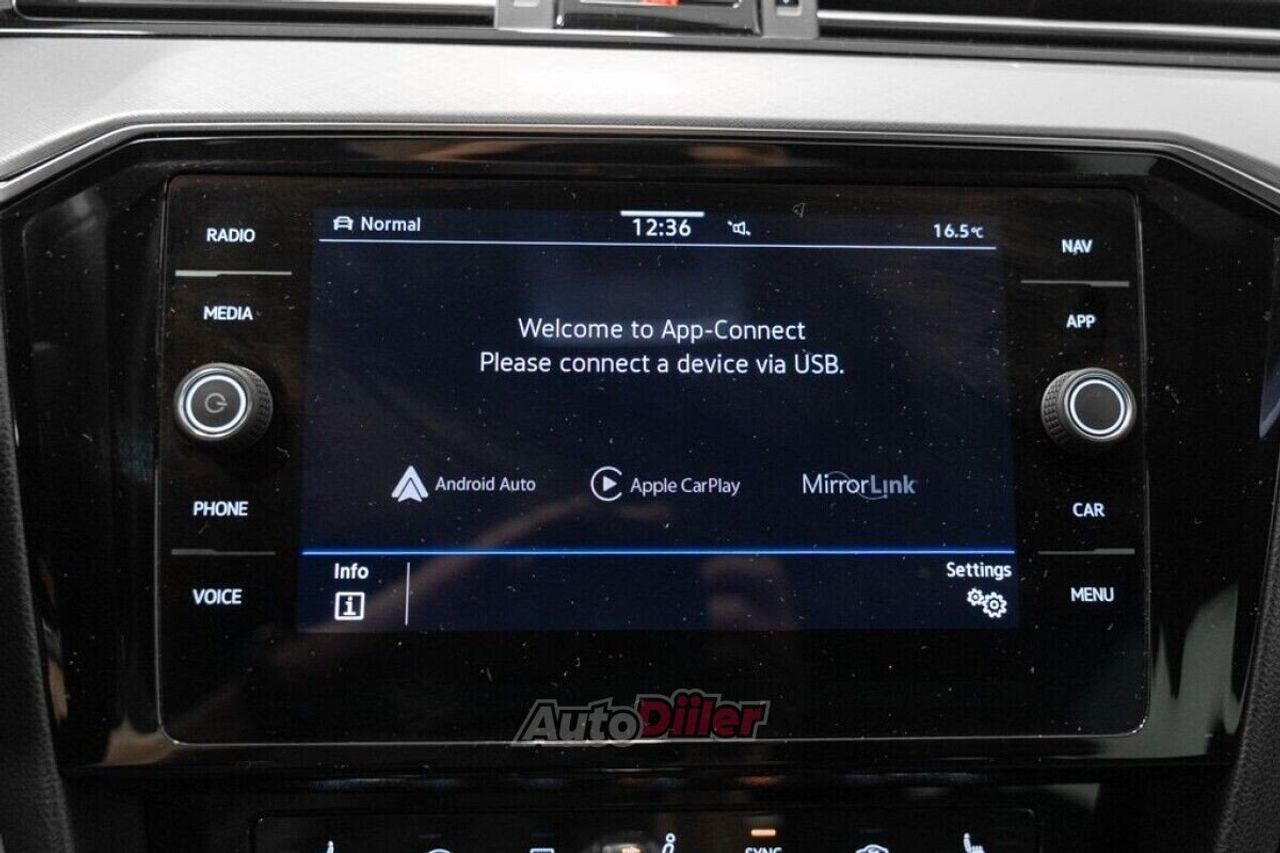 Normal
12:36
16.5°C
RADIO
MEDIA
PHONE
VOICE
NAV
APP
CAR
MENU
Welcome to App-Connect
Please connect a device via USB.
Android Auto
Apple CarPlay
MirrorLink
Info
i
Settings
AutoDiiler
SYNC